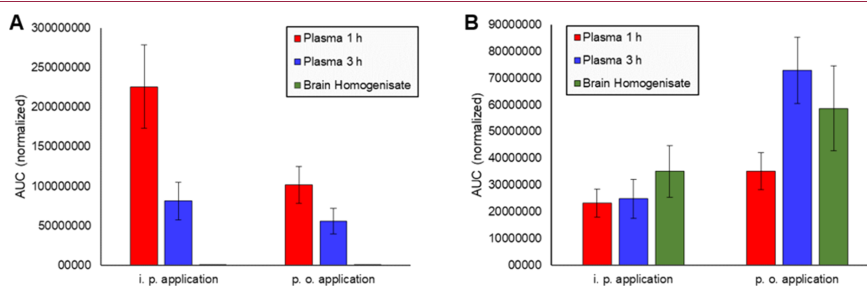 A
AUC (normalized)
300000000
250000000
200000000
150000000
100000000
50000000
00000
Plasma 1 h
Plasma 3 h
Brain Homogenisate
i. p. application
p. o. application
B
AUC (normalized)
90000000
80000000
70000000
60000000
50000000
40000000
30000000
20000000
10000000
00000
Plasma 1 h
Plasma 3 h
Brain Homogenisate
i. p. application
p. o. application